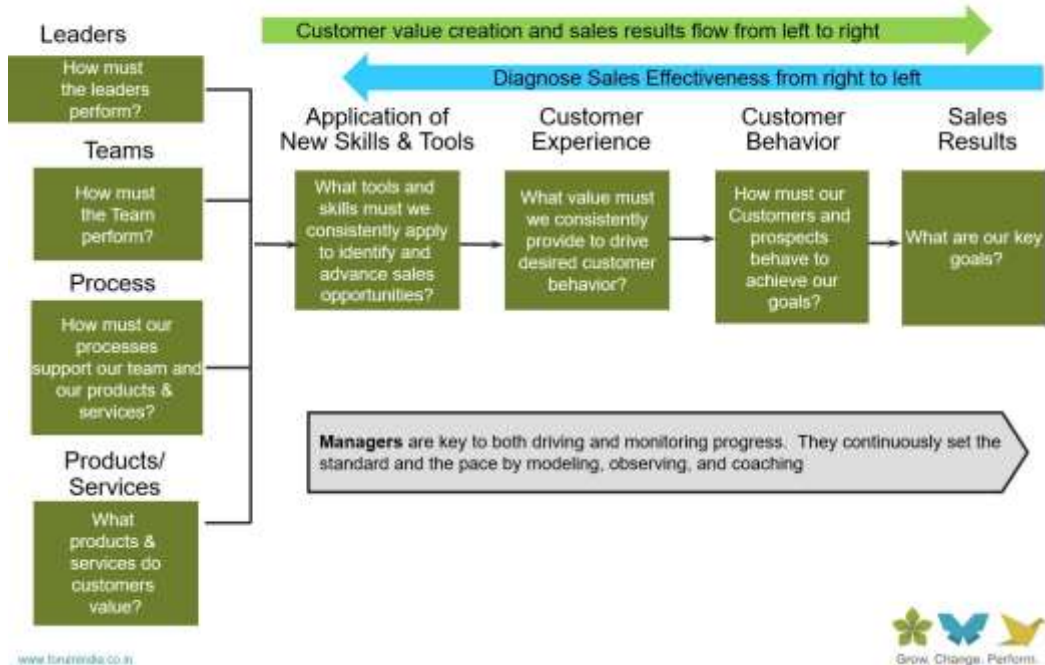 Customer value creation and sales results flow from left to right
Diagnose Sales Effectiveness from right to left
Leaders
How must
the leaders
perform?
Teams
How must
the Team
perform?
Process
How must our
processes
support our team and
our products &
services?
Products/
Services
What
products &
services do
customers
value?
Application of
New Skills & Tools
What tools and
skills must we
consistently apply
to identify and
advance sales
opportunities?
Customer
Experience
What value must
we consistently
provide to drive
desired customer
behavior?
Customer
Behavior
How must our
Customers and
prospects
behave to
achieve our
goals?
Sales
Results
What are our key
goals?
Managers are key to both driving and monitoring progress. They continuously set the
standard and the pace by modeling, observing, and coaching
www.forumindia.co.in
Grow. Change. Perform.